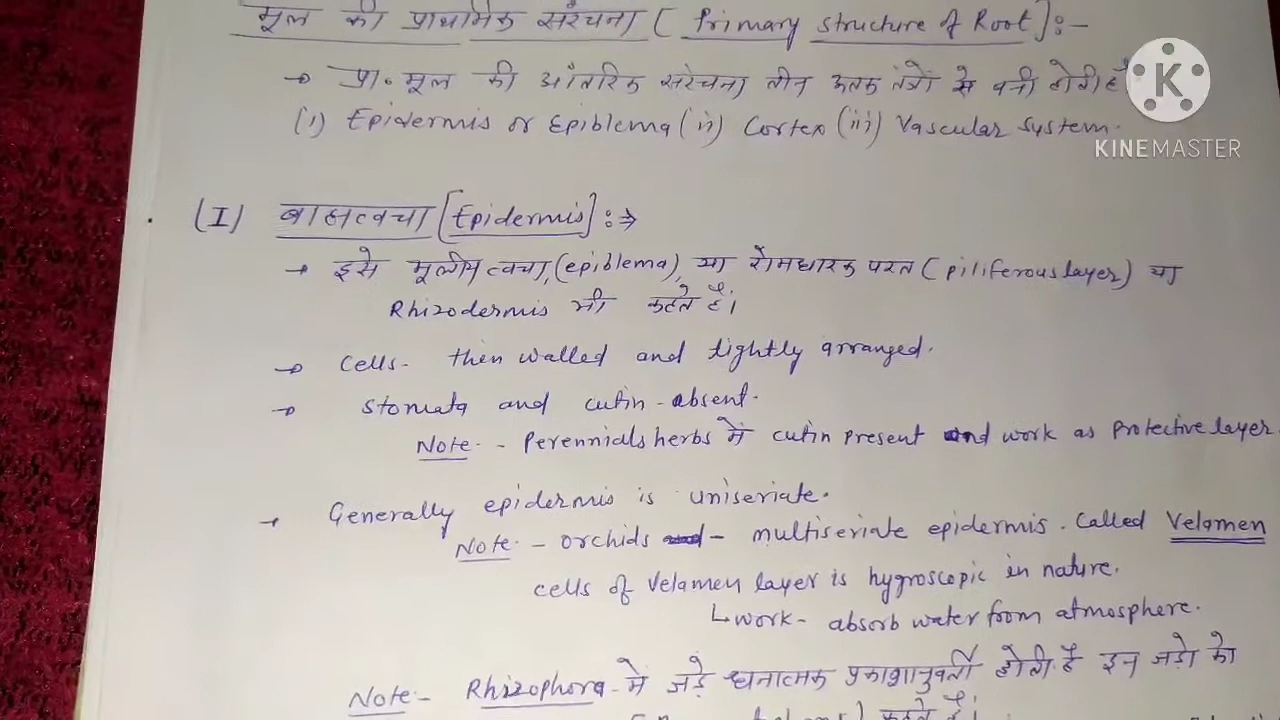 मूल की प्राथमिक संरचना [Primary Structure of Root]:-
→ प्रा. मूल की आंतरिक संरचना तीन ऊतक तंत्रों से बनी होती है
(i) Epidermis or Epiblema (ii) Cortex (iii) Vascular System.
K
KINEMASTER
(I) बाह्यत्वचा [Epidermis]:⇒
→ इसे मूलीय त्वचा, (epiblema), या रोमधारक परत (piliferous layer) या
Rhizodermis भी कहते हैं।
→ Cells- then walled and tightly arranged.
→ Stomata and cutin - absent.
Note - Perennials herbs में cutin present and work as protective layer
→ Generally epidermis is uniseriate.
Note - orchids - multiseriate epidermis. Called Velamen
cells of velamen layer is hygroscopic in nature.
↳ work - absorb water from atmosphere.
Note:- Rhizophora - में जड़े धनात्मक प्रकाशानुवर्ती होती है इन जड़ो को
कहते हैं।